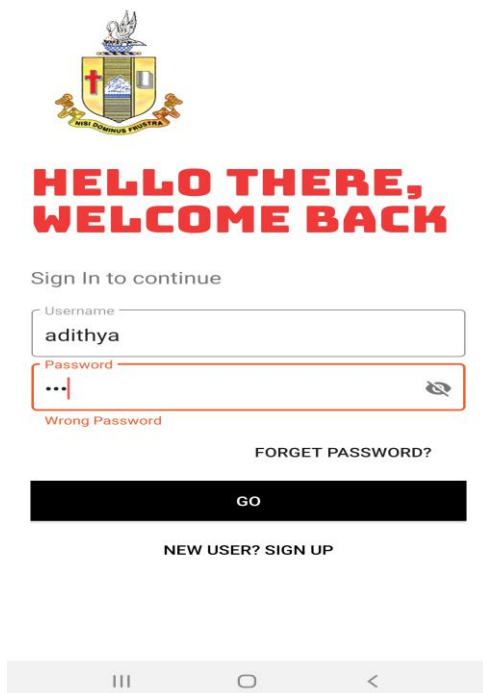 NISI DOMINUS FRUSTRA
HELLO THERE,
WELCOME BACK
Sign In to continue
Username
adithya
Password
•••
Wrong Password
FORGET PASSWORD?
GO
NEW USER? SIGN UP